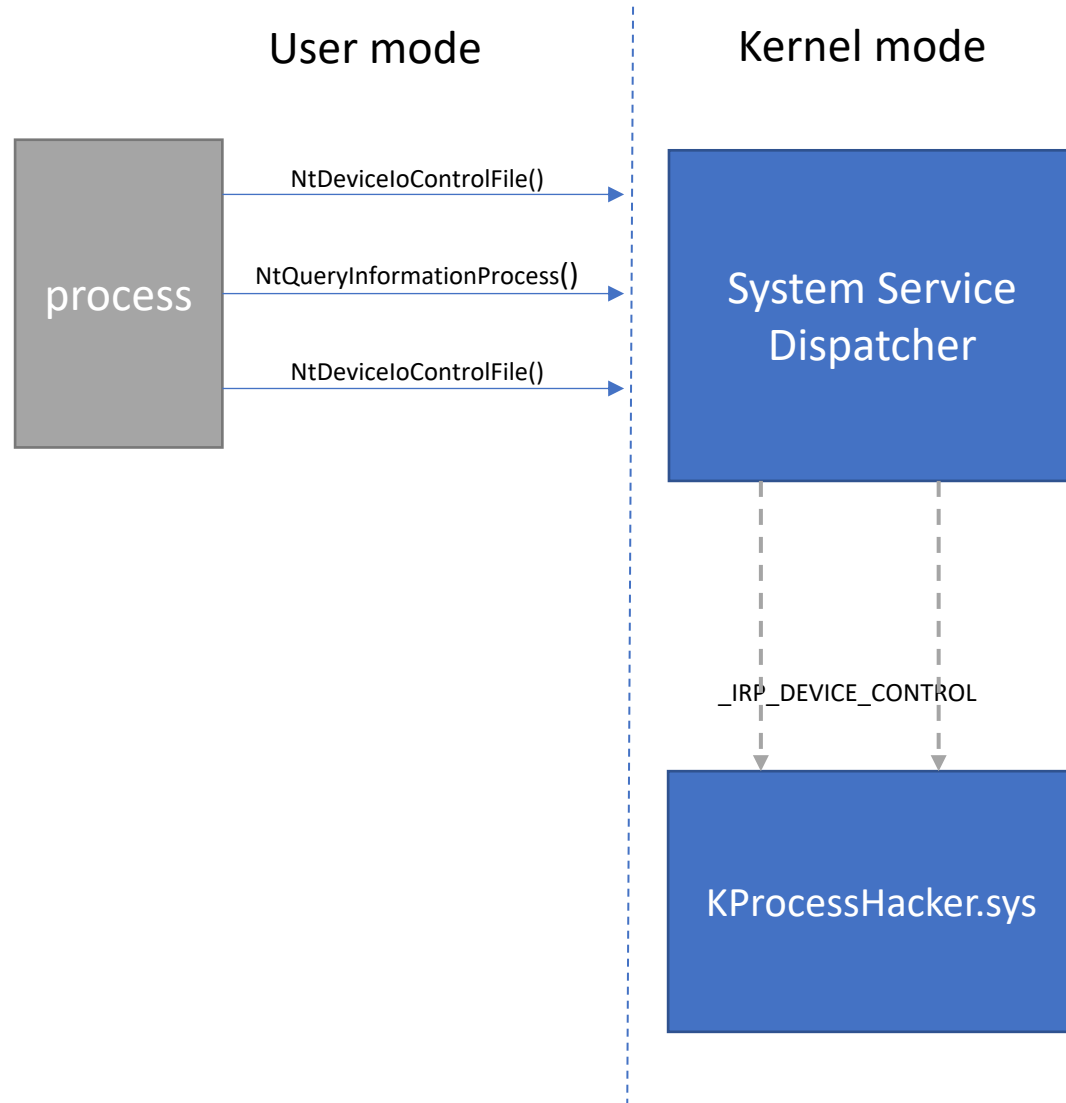 User mode
Kernel mode
NtDeviceIoControlFile()
NtQueryInformationProcess()
NtDeviceIoControlFile()
process
System Service
Dispatcher
_IRP_DEVICE_CONTROL
KProcessHacker.sys